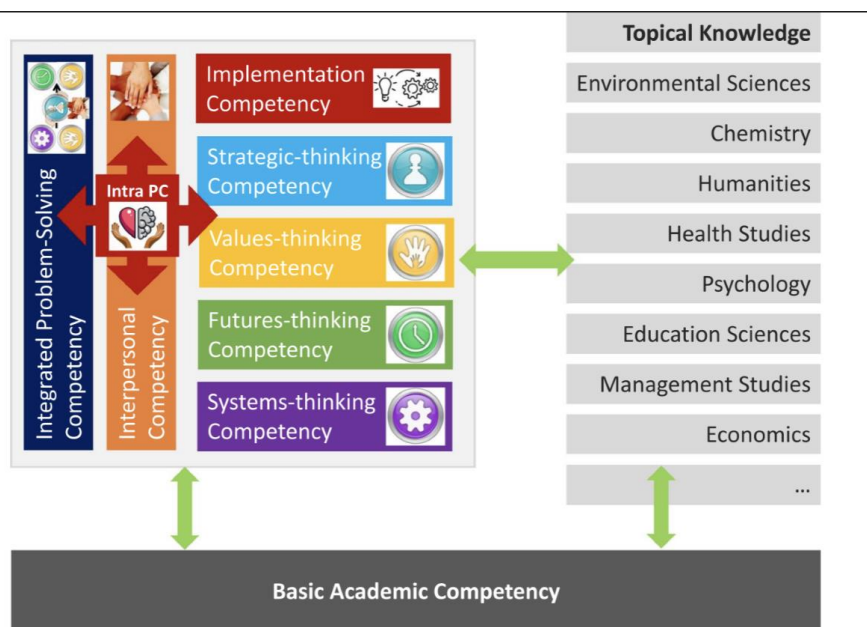 Integrated Problem-Solving
Competency
Interpersonal
Competency
Intra PC
Implementation
Competency
Strategic-thinking
Competency
Values-thinking
Competency
Futures-thinking
Competency
Systems-thinking
Competency
Topical Knowledge
Environmental Sciences
Chemistry
Humanities
Health Studies
Psychology
Education Sciences
Management Studies
Economics
...
Basic Academic Competency